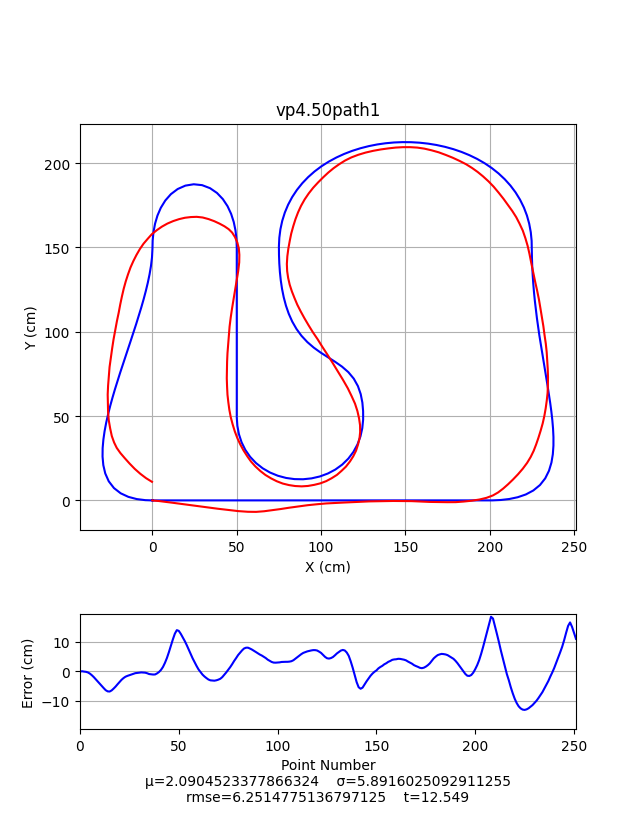 vp4.50path1
200
150
100
50
0
Y (cm)
0 50 100 150 200 250
X (cm)
10
0
−10
Error (cm)
0 50 100 150 200 250
Point Number
μ=2.0904523377866324 σ=5.8916025092911255
rmse=6.2514775136797125 t=12.549